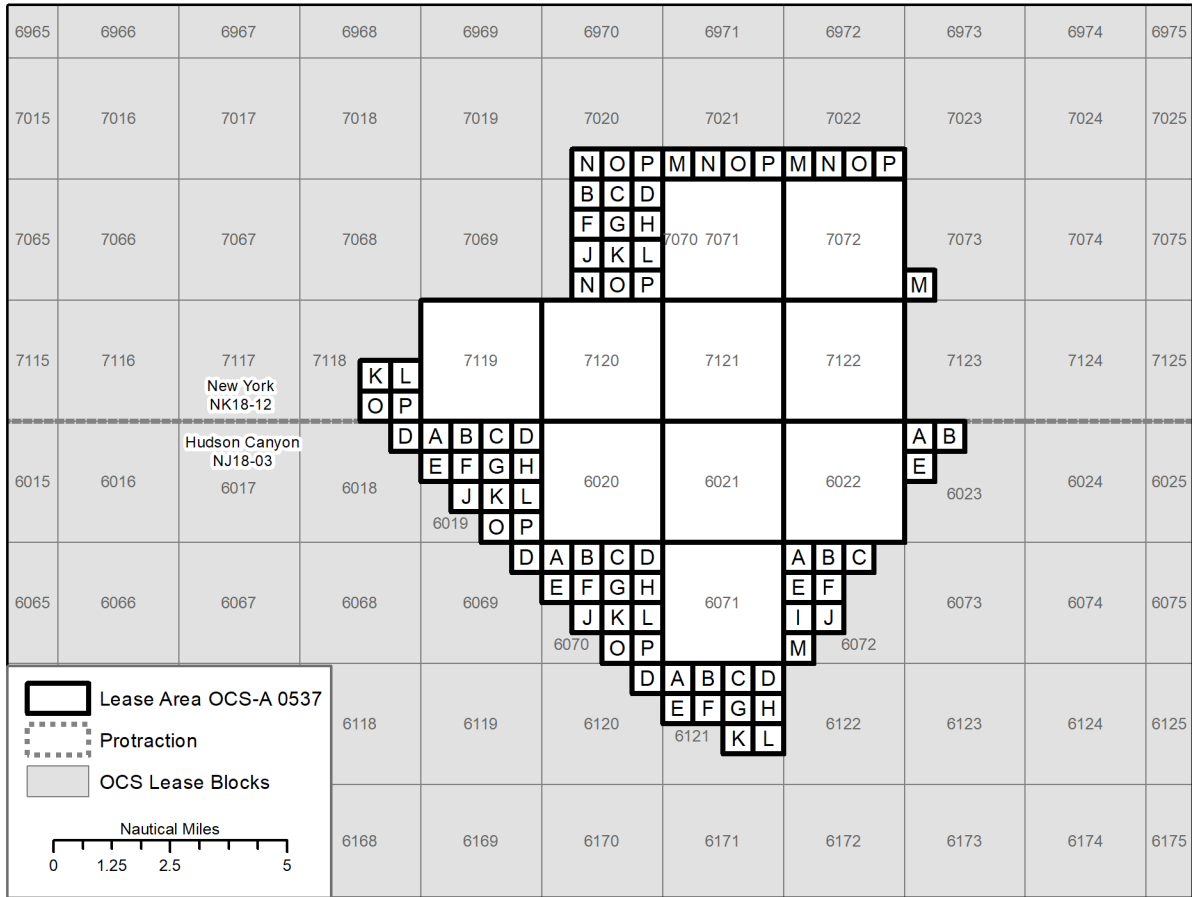 6965 6966 6967 6968 6969 6970 6971 6972 6973 6974 6975
7015 7016 7017 7018 7019 7020 7021 7022 7023 7024 7025
N O P M N O P M N O P
B C D
F G H
7065 7066 7067 7068 7069 7070 7071 7072 7073 7074 7075
J K L
N O P M
7115 7116 7117 7118 7119 7120 7121 7122 7123 7124 7125
K L
New York
NK18-12
O P
Hudson Canyon
NJ18-03
D A B C D A B
E F G H E
6015 6016 6017 6018 6020 6021 6022 6023 6024 6025
J K L
6019 O P
D A B C D A B C
E F G H E F
6065 6066 6067 6068 6069 6071 6073 6074 6075
J K L I J
6070 O P M 6072
D A B C D
E F G H
6118 6119 6120 6121 6122 6123 6124 6125
K L
6168 6169 6170 6171 6172 6173 6174 6175
Lease Area OCS-A 0537
Protraction
OCS Lease Blocks
Nautical Miles
0 1.25 2.5 5